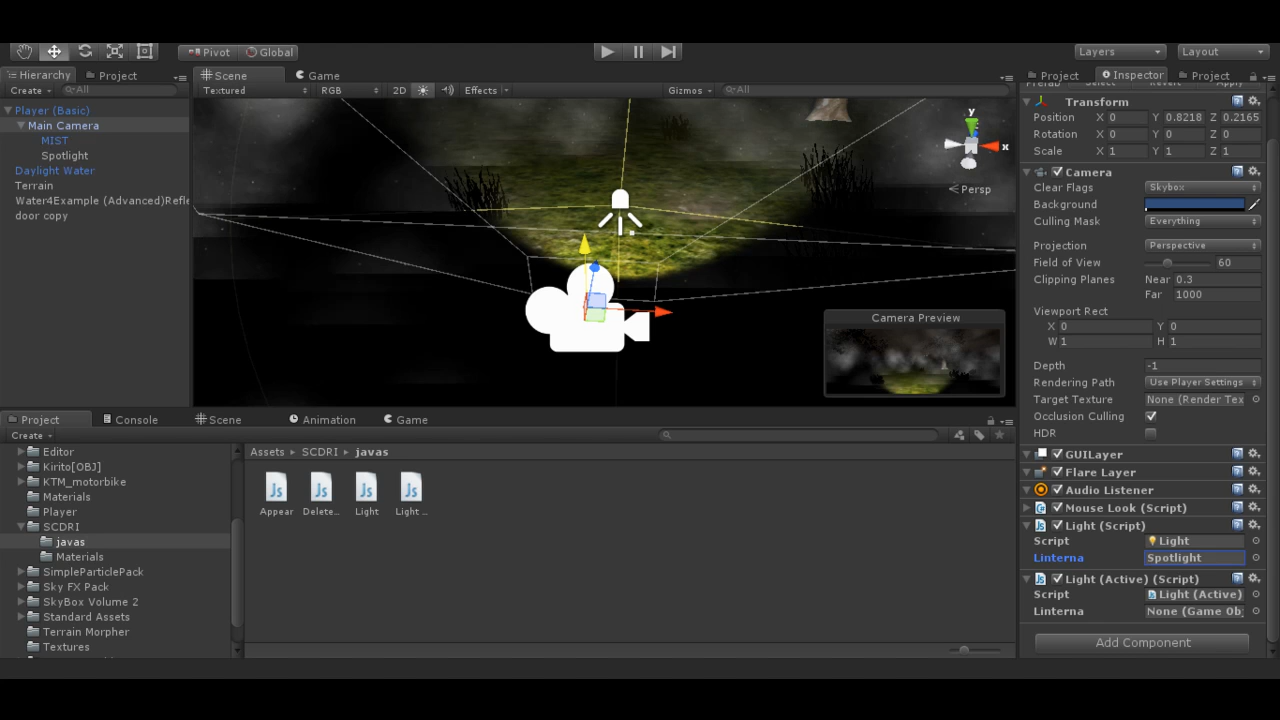 Pivot Global Layers Layout
Hierarchy Project Scene Game Project Inspector Project
Create All Textured RGB 2D Effects Gizmos All
Player (Basic)
Main Camera
MIST
Spotlight
Daylight Water
Terrain
Water4Example (Advanced)Refle
door copy
y
x
Persp
Camera Preview
Transform
Position X 0 Y 0.8218 Z 0.2165
Rotation X 0 Y 0 Z 0
Scale X 1 Y 1 Z 1
Camera
Clear Flags Skybox
Background
Culling Mask Everything
Projection Perspective
Field of View 60
Clipping Planes Near 0.3
Far 1000
Viewport Rect
X 0 Y 0
W 1 H 1
Depth -1
Rendering Path Use Player Settings
Target Texture None (Render Tex
Occlusion Culling
HDR
GUILayer
Flare Layer
Audio Listener
Mouse Look (Script)
Light (Script)
Script Light
Linterna Spotlight
Light (Active) (Script)
Script Light (Active)
Linterna None (Game Ob
Add Component
Project Console Scene Animation Game
Create
Editor
Kirito[OBJ]
KTM_motorbike
Materials
Player
SCDRI
javas
Materials
SimpleParticlePack
Sky FX Pack
SkyBox Volume 2
Standard Assets
Terrain Morpher
Textures
Assets SCDRI javas
Js Js Js Js
Appear Delete... Light Light ...